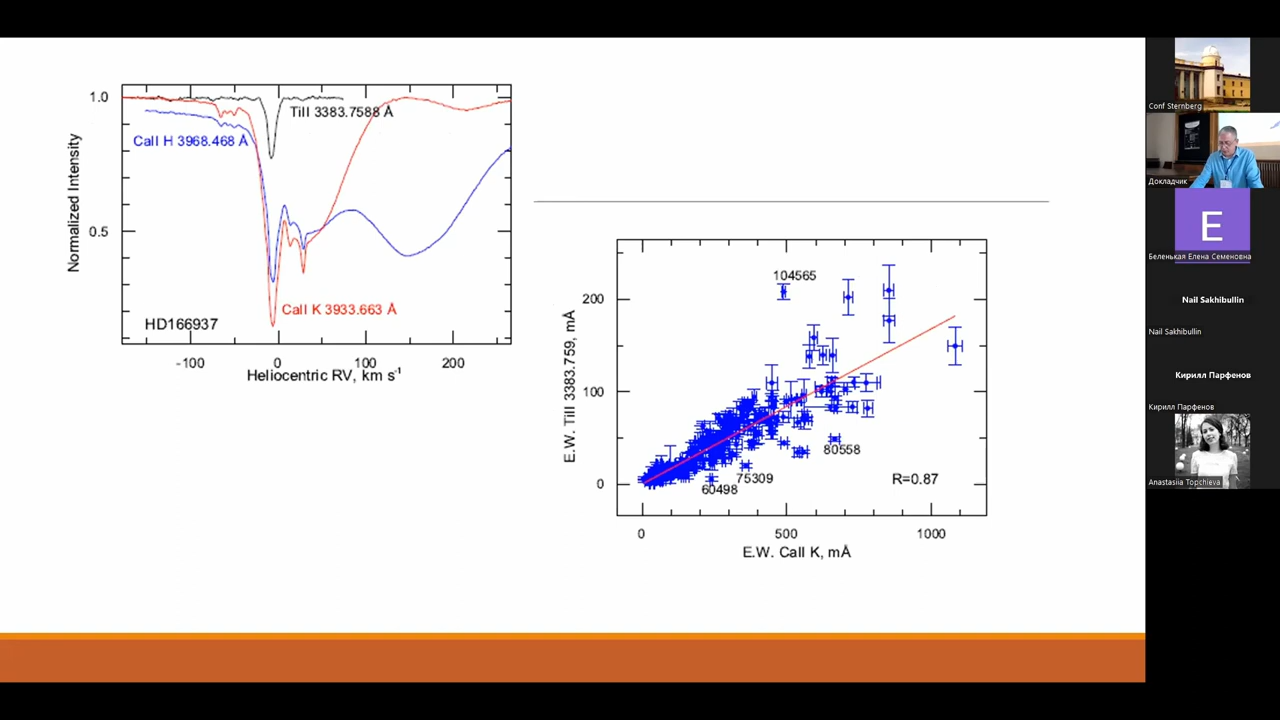 1.0
0.5
Normalized Intensity
TiII 3383.7588 Å
CaII H 3968.468 Å
CaII K 3933.663 Å
HD166937
-100 0 100 200
Heliocentric RV, km s⁻¹
200
100
0
E.W. TiII 3383.759, mÅ
104565
80558
75309
60498
R=0.87
0 500 1000
E.W. CaII K, mÅ
Conf Sternberg
Докладчик
E
Беленькая Елена Семеновна
Nail Sakhibullin
Nail Sakhibullin
Кирилл Парфенов
Кирилл Парфенов
Anastasiia Topchieva